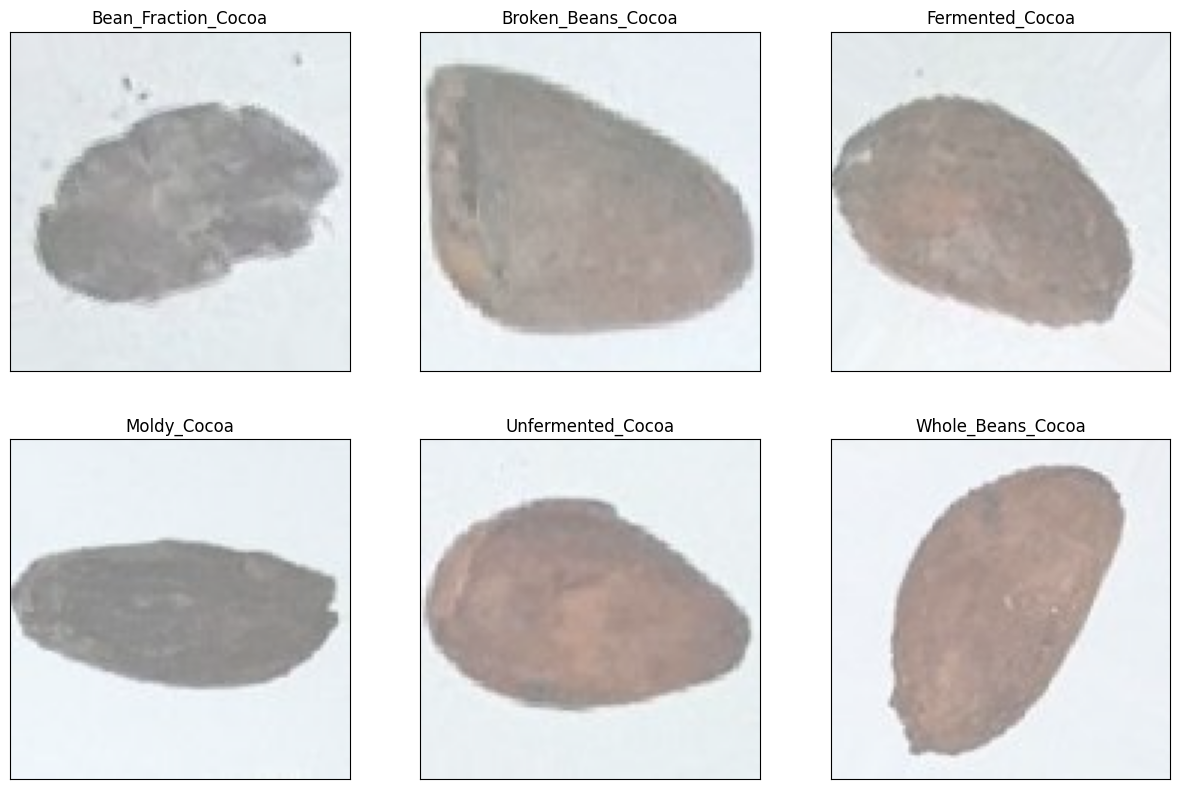 Bean_Fraction_Cocoa
Broken_Beans_Cocoa
Fermented_Cocoa
Moldy_Cocoa
Unfermented_Cocoa
Whole_Beans_Cocoa